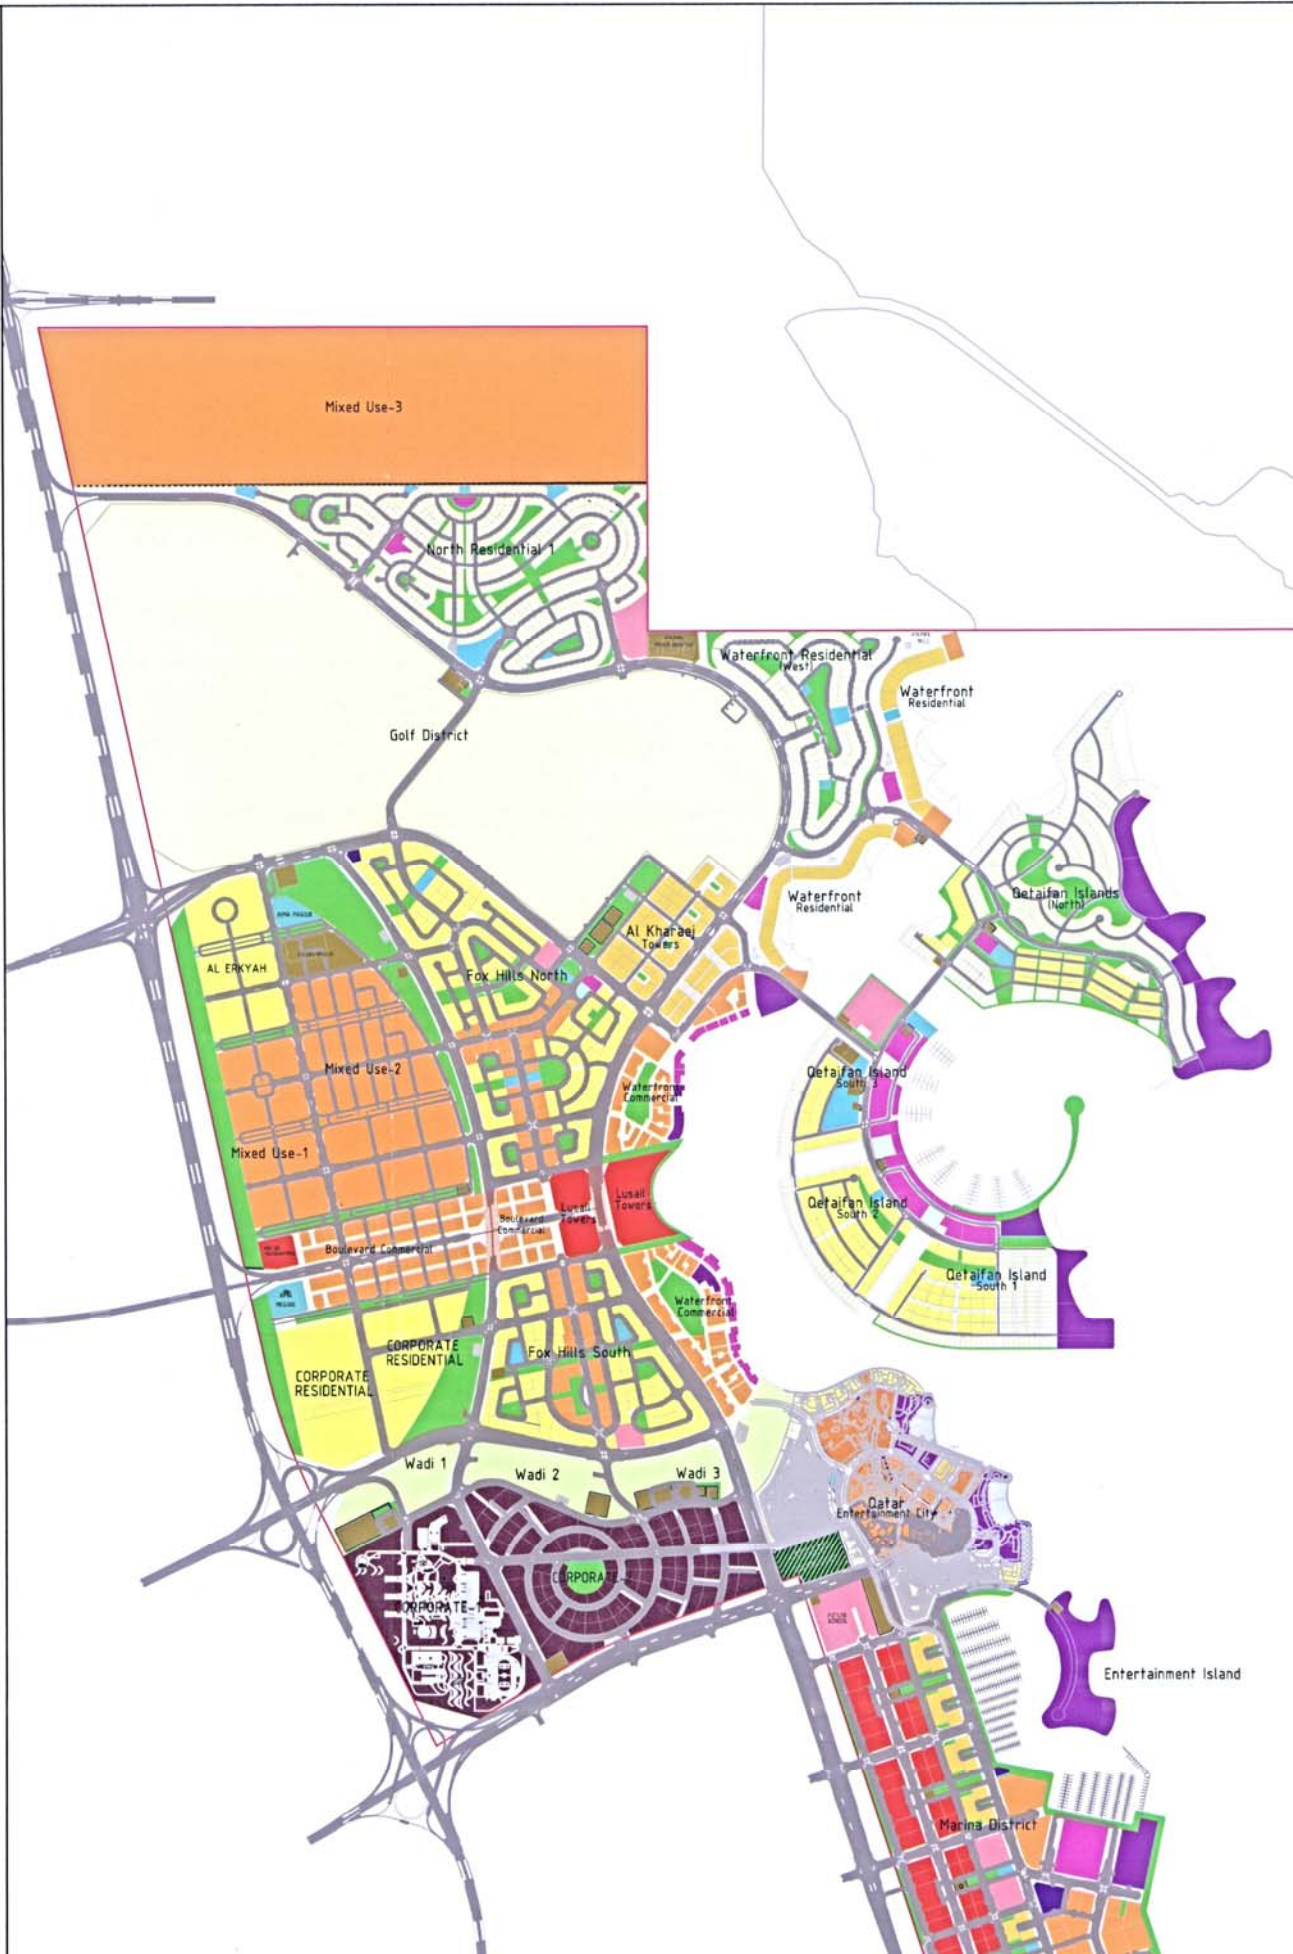 Mixed Use-3
North Residential 1
Waterfront Residential
(West)
Waterfront
Residential
Golf District
Qetaifan Islands
(North)
Waterfront
Residential
Al Kharaej
Towers
AL ERKYAH
Fox Hills North
Mixed Use-2
Qetaifan Island
South 3
Waterfront
Commercial
Mixed Use-1
Lusail
Towers
Lusail
Towers
Qetaifan Island
South 2
Boulevard
Commercial
Boulevard Commercial
Qetaifan Island
South 1
Waterfront
Commercial
CORPORATE
RESIDENTIAL
Fox Hills South
CORPORATE
RESIDENTIAL
Wadi 1
Wadi 2
Wadi 3
Qatar
Entertainment City
CORPORATE-2
CORPORATE-1
Entertainment Island
Marina District